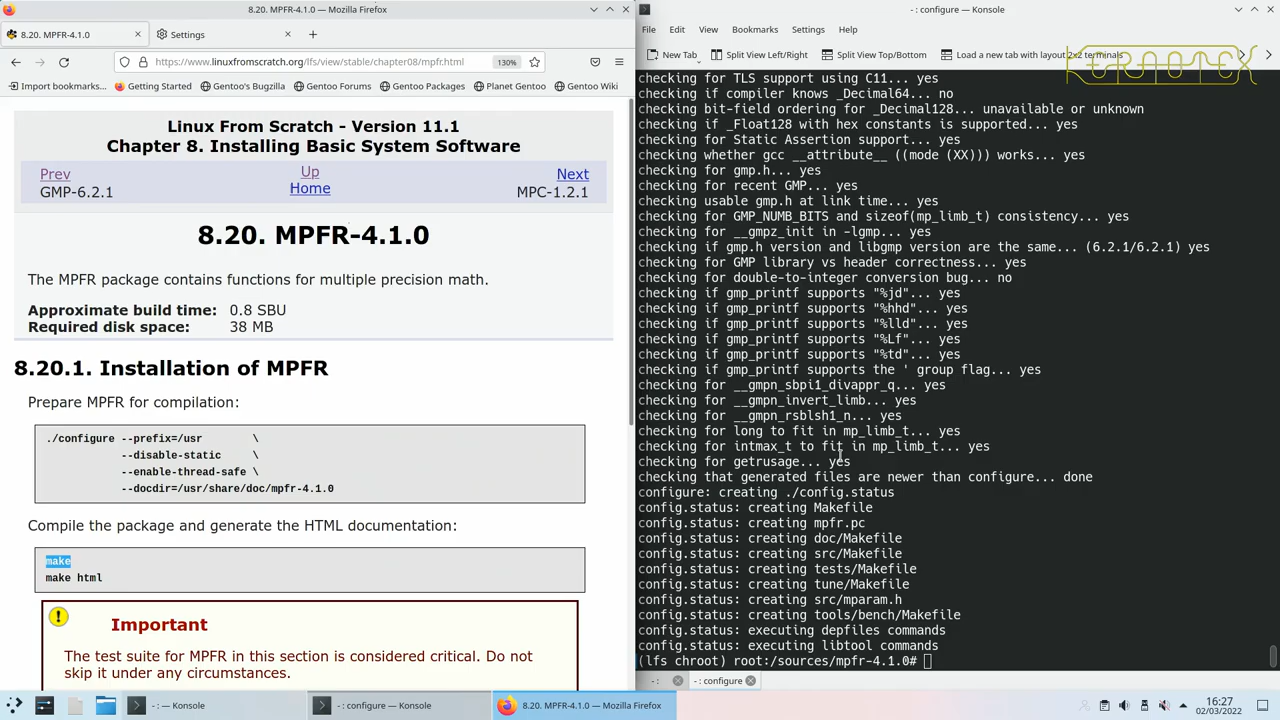 8.20. MPFR-4.1.0 — Mozilla Firefox
8.20. MPFR-4.1.0
Settings
https://www.linuxfromscratch.org/lfs/view/stable/chapter08/mpfr.html
130%
Import bookmarks...
Getting Started
Gentoo's Bugzilla
Gentoo Forums
Gentoo Packages
Planet Gentoo
Gentoo Wiki
Linux From Scratch - Version 11.1
Chapter 8. Installing Basic System Software
Prev
Up
Next
GMP-6.2.1
Home
MPC-1.2.1
8.20. MPFR-4.1.0
The MPFR package contains functions for multiple precision math.
Approximate build time: 0.8 SBU
Required disk space: 38 MB
8.20.1. Installation of MPFR
Prepare MPFR for compilation:
./configure --prefix=/usr \
--disable-static \
--enable-thread-safe \
--docdir=/usr/share/doc/mpfr-4.1.0
Compile the package and generate the HTML documentation:
make
make html
Important
The test suite for MPFR in this section is considered critical. Do not
skip it under any circumstances.
- : configure — Konsole
File Edit View Bookmarks Settings Help
New Tab
Split View Left/Right
Split View Top/Bottom
Load a new tab with layout 2x2 terminals
KERNOTEX
checking for TLS support using C11... yes
checking if compiler knows _Decimal64... no
checking bit-field ordering for _Decimal128... unavailable or unknown
checking if _Float128 with hex constants is supported... yes
checking for Static Assertion support... yes
checking whether gcc __attribute__ ((mode (XX))) works... yes
checking for gmp.h... yes
checking for recent GMP... yes
checking usable gmp.h at link time... yes
checking for GMP_NUMB_BITS and sizeof(mp_limb_t) consistency... yes
checking for __gmpz_init in -lgmp... yes
checking if gmp.h version and libgmp version are the same... (6.2.1/6.2.1) yes
checking for GMP library vs header correctness... yes
checking for double-to-integer conversion bug... no
checking if gmp_printf supports "%jd"... yes
checking if gmp_printf supports "%hhd"... yes
checking if gmp_printf supports "%lld"... yes
checking if gmp_printf supports "%Lf"... yes
checking if gmp_printf supports "%td"... yes
checking if gmp_printf supports the ' group flag... yes
checking for __gmpn_sbpi1_divappr_q... yes
checking for __gmpn_invert_limb... yes
checking for __gmpn_rsblsh1_n... yes
checking for long to fit in mp_limb_t... yes
checking for intmax_t to fit in mp_limb_t... yes
checking for getrusage... yes
checking that generated files are newer than configure... done
configure: creating ./config.status
config.status: creating Makefile
config.status: creating mpfr.pc
config.status: creating doc/Makefile
config.status: creating src/Makefile
config.status: creating tests/Makefile
config.status: creating tune/Makefile
config.status: creating src/mparam.h
config.status: creating tools/bench/Makefile
config.status: executing depfiles commands
config.status: executing libtool commands
(lfs chroot) root:/sources/mpfr-4.1.0#
- :
- : configure
- : — Konsole
- : configure — Konsole
8.20. MPFR-4.1.0 — Mozilla Firefox
16:27
02/03/2022